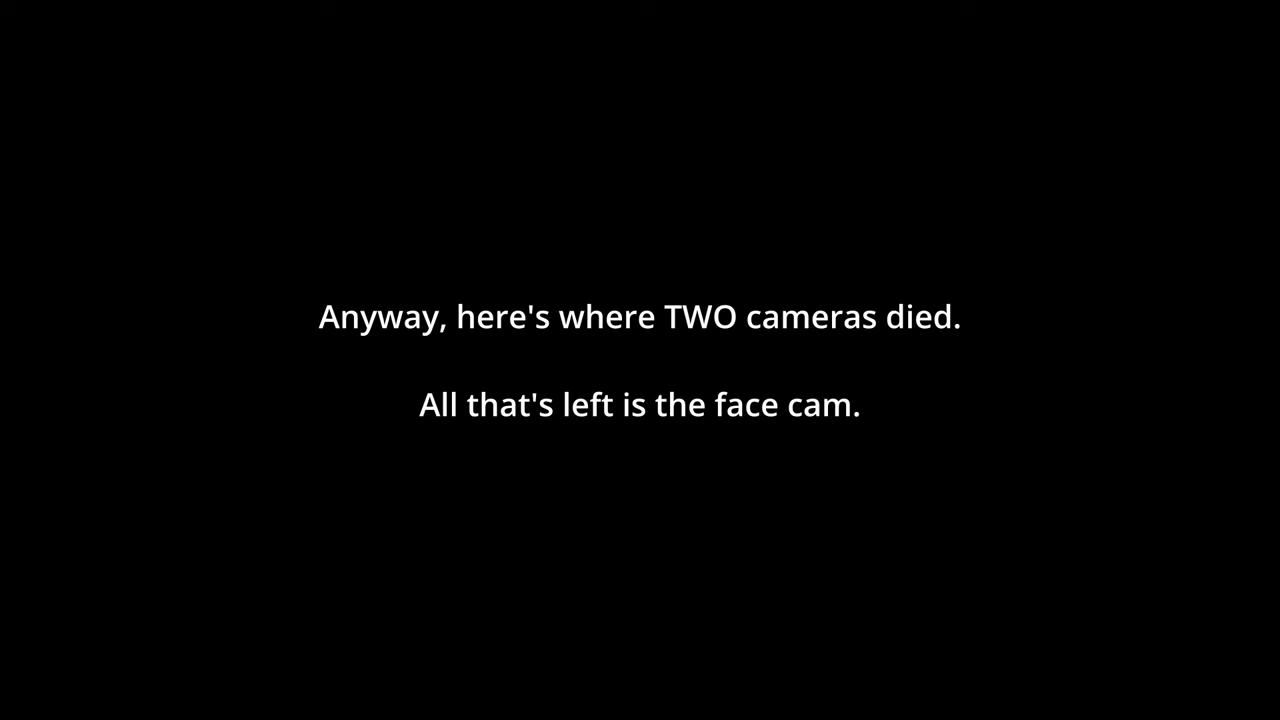 Anyway, here's where TWO cameras died.
All that's left is the face cam.